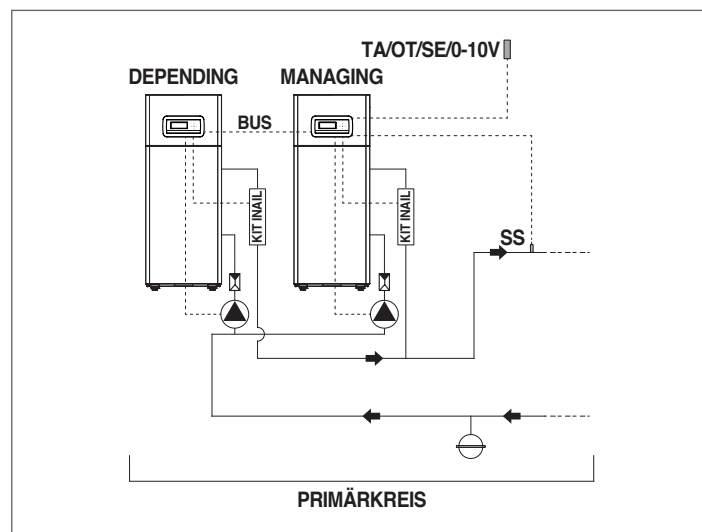 TA/OT/SE/0-10V
DEPENDING
MANAGING
BUS
KIT INAIL
KIT INAIL
SS
PRIMÄRKREIS